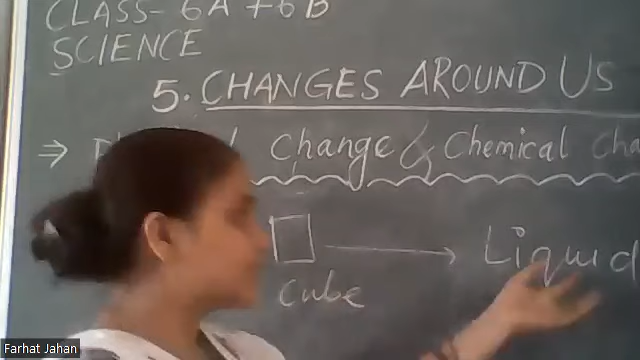 CLASS- 6A +6B
SCIENCE
5. CHANGES AROUND US
⇒ Change & Chemical
cube → Liquid
Farhat Jahan